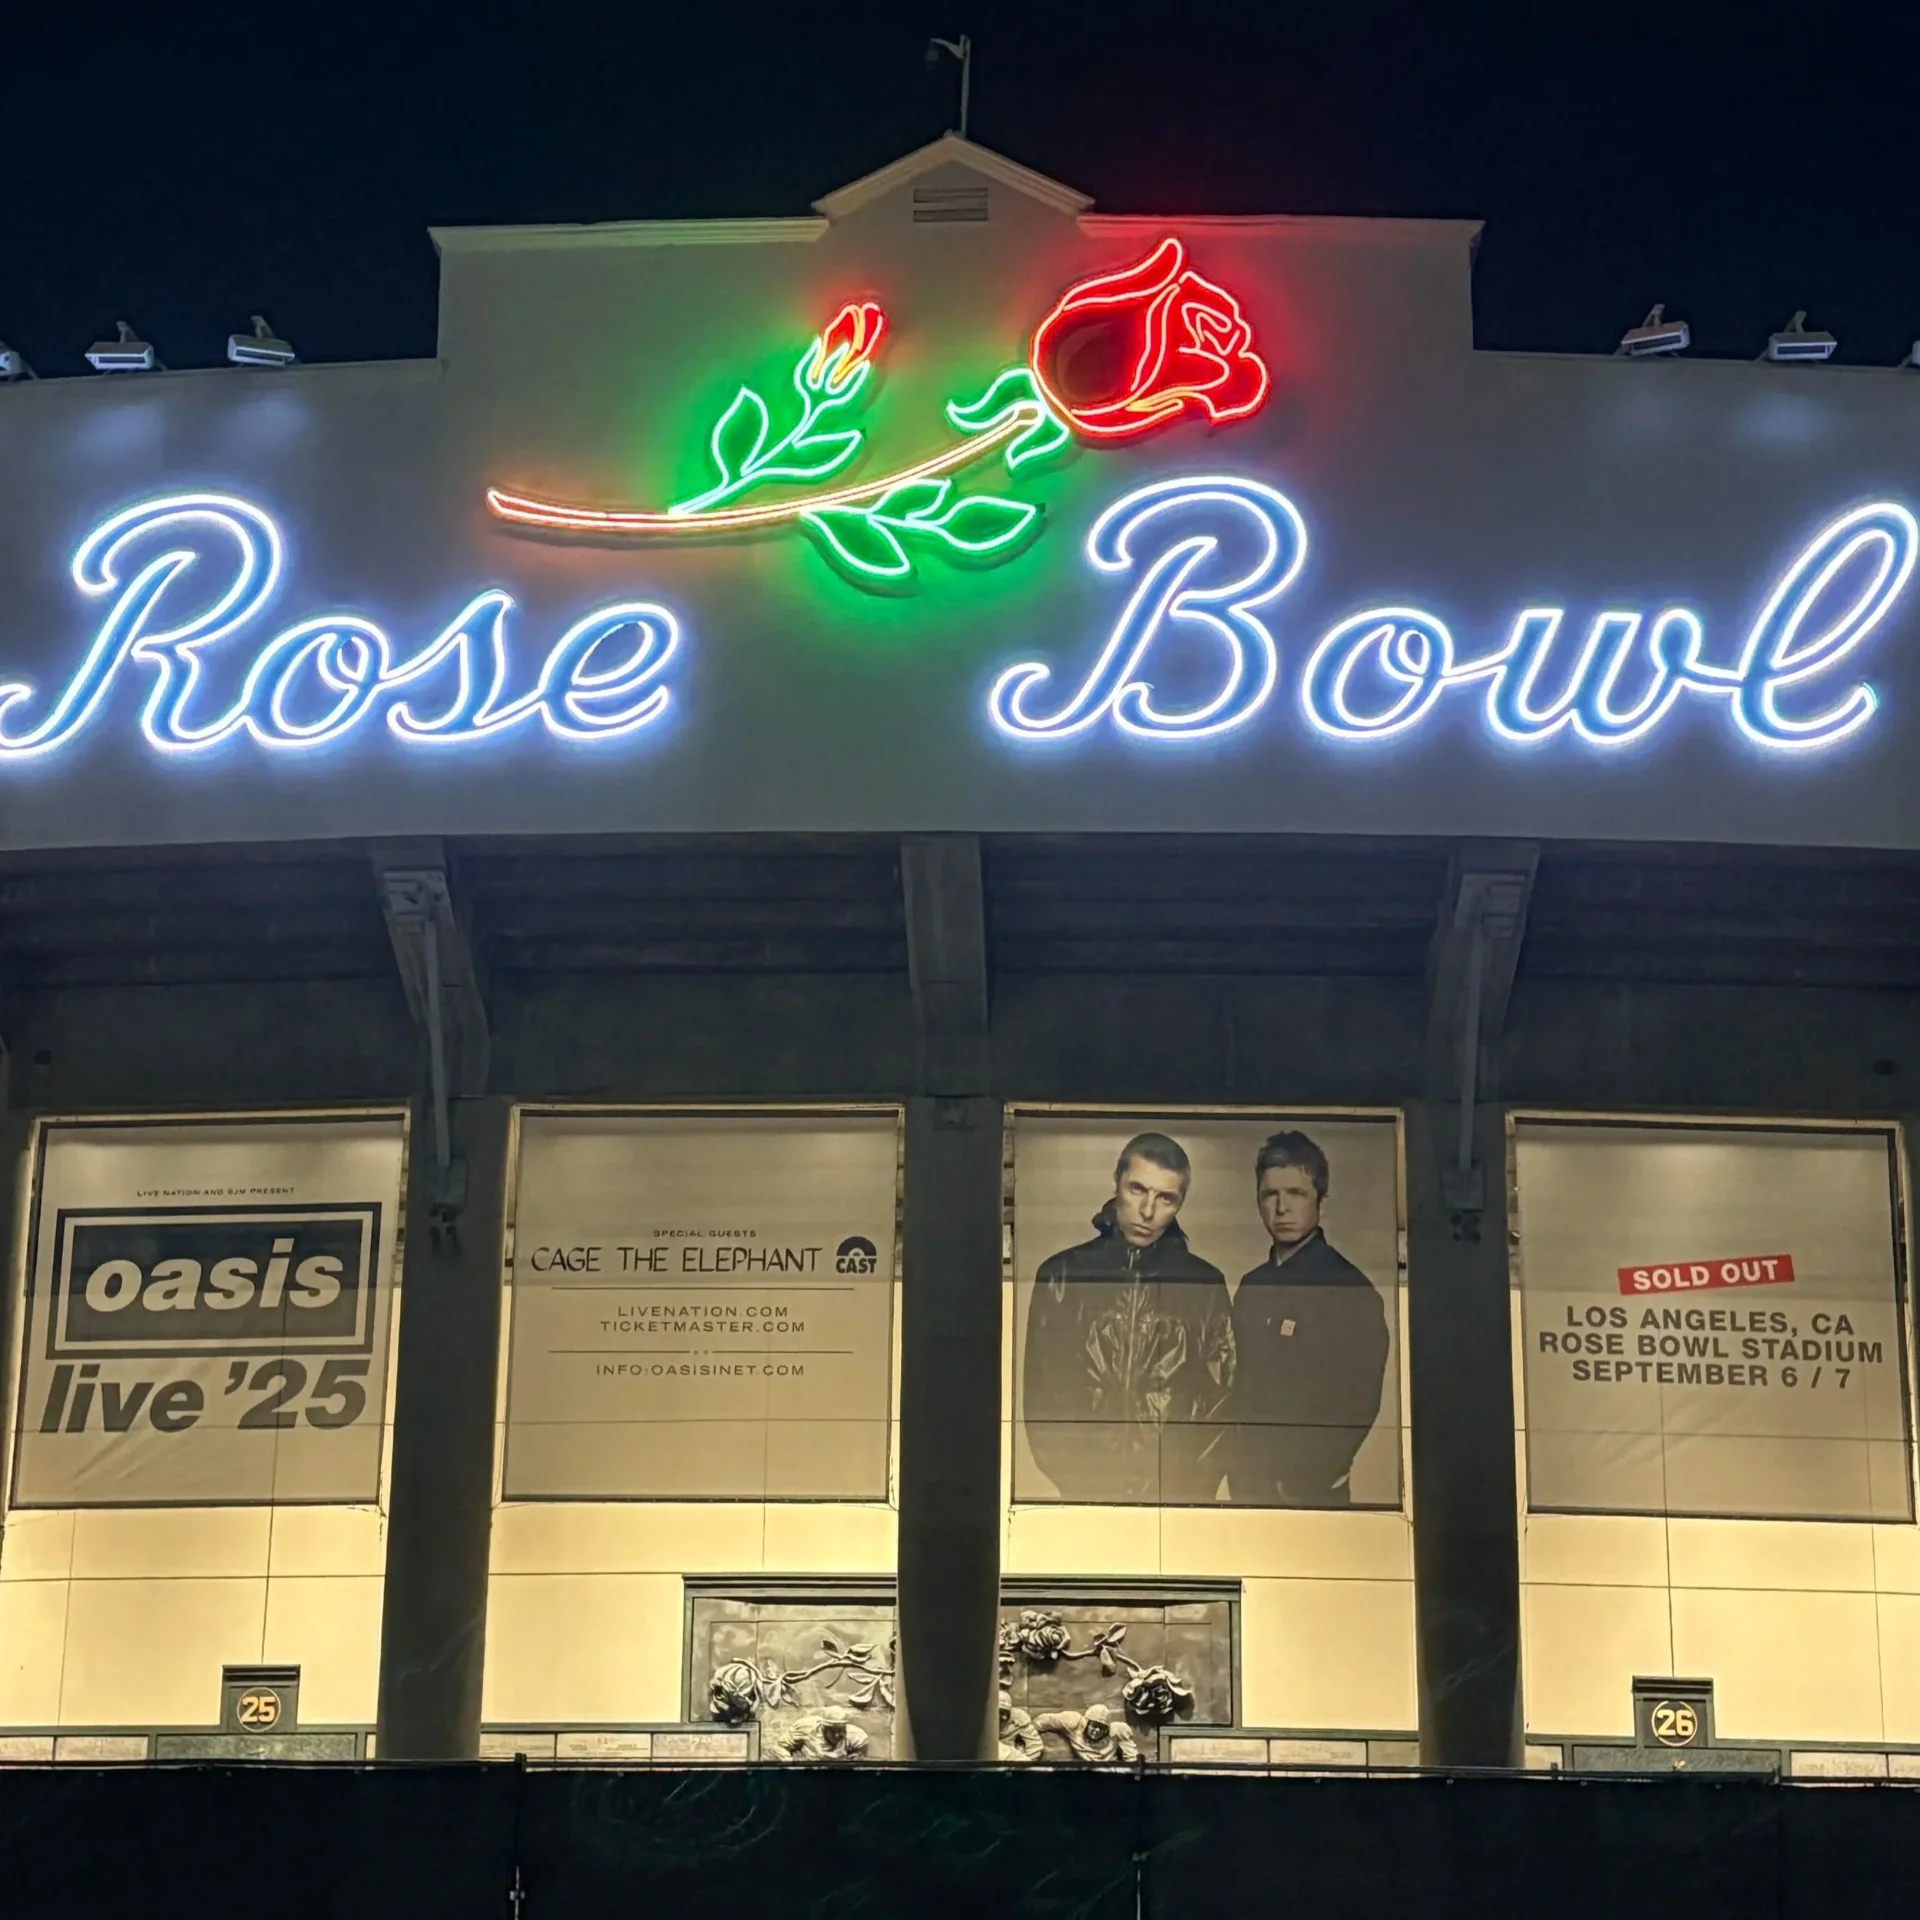 Rose Bowl
LIVE NATION AND SJM PRESENT
oasis
live '25
SPECIAL GUESTS
CAGE THE ELEPHANT CAST
LIVENATION.COM
TICKETMASTER.COM
INFO:OASISINET.COM
SOLD OUT
LOS ANGELES, CA
ROSE BOWL STADIUM
SEPTEMBER 6 / 7
25
26